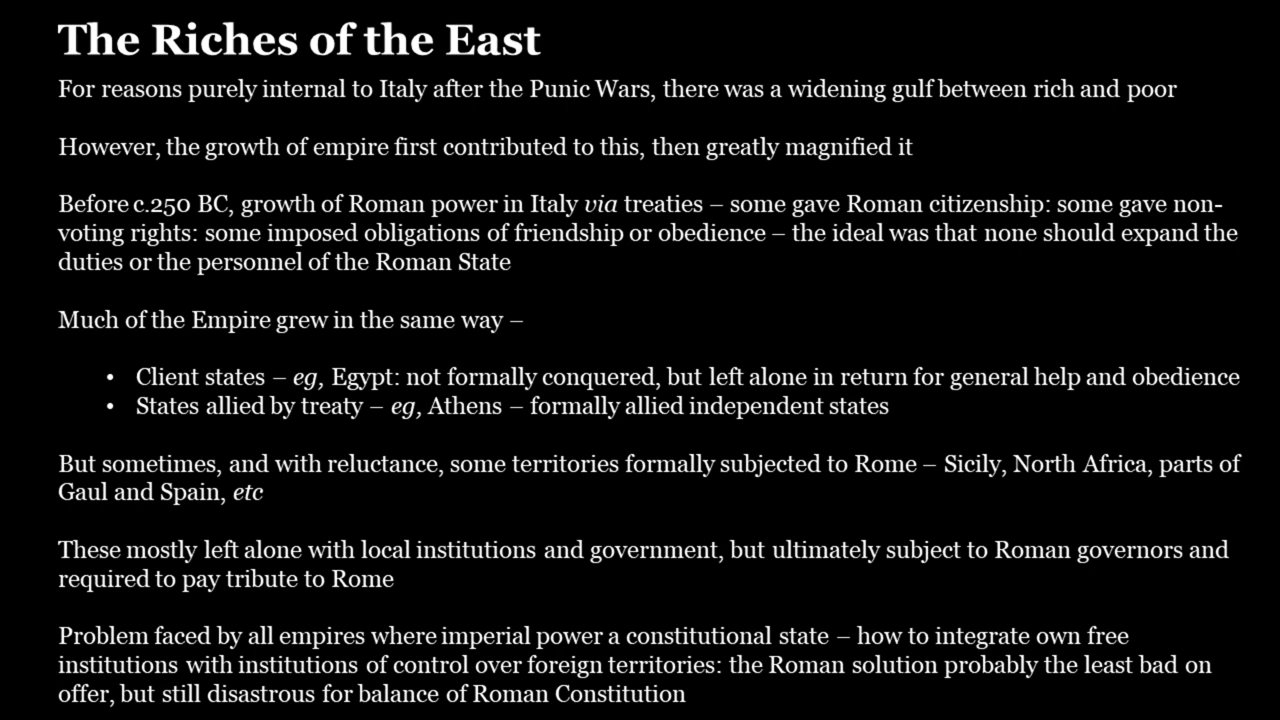 The Riches of the East
For reasons purely internal to Italy after the Punic Wars, there was a widening gulf between rich and poor
However, the growth of empire first contributed to this, then greatly magnified it
Before c.250 BC, growth of Roman power in Italy via treaties – some gave Roman citizenship: some gave non-
voting rights: some imposed obligations of friendship or obedience – the ideal was that none should expand the
duties or the personnel of the Roman State
Much of the Empire grew in the same way –
• Client states – eg, Egypt: not formally conquered, but left alone in return for general help and obedience
• States allied by treaty – eg, Athens – formally allied independent states
But sometimes, and with reluctance, some territories formally subjected to Rome – Sicily, North Africa, parts of
Gaul and Spain, etc
These mostly left alone with local institutions and government, but ultimately subject to Roman governors and
required to pay tribute to Rome
Problem faced by all empires where imperial power a constitutional state – how to integrate own free
institutions with institutions of control over foreign territories: the Roman solution probably the least bad on
offer, but still disastrous for balance of Roman Constitution